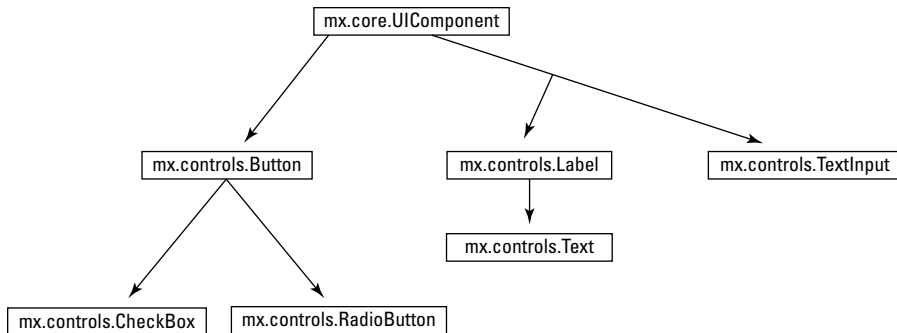 mx.core.UIComponent
mx.controls.Button
mx.controls.Label
mx.controls.TextInput
mx.controls.Text
mx.controls.CheckBox
mx.controls.RadioButton